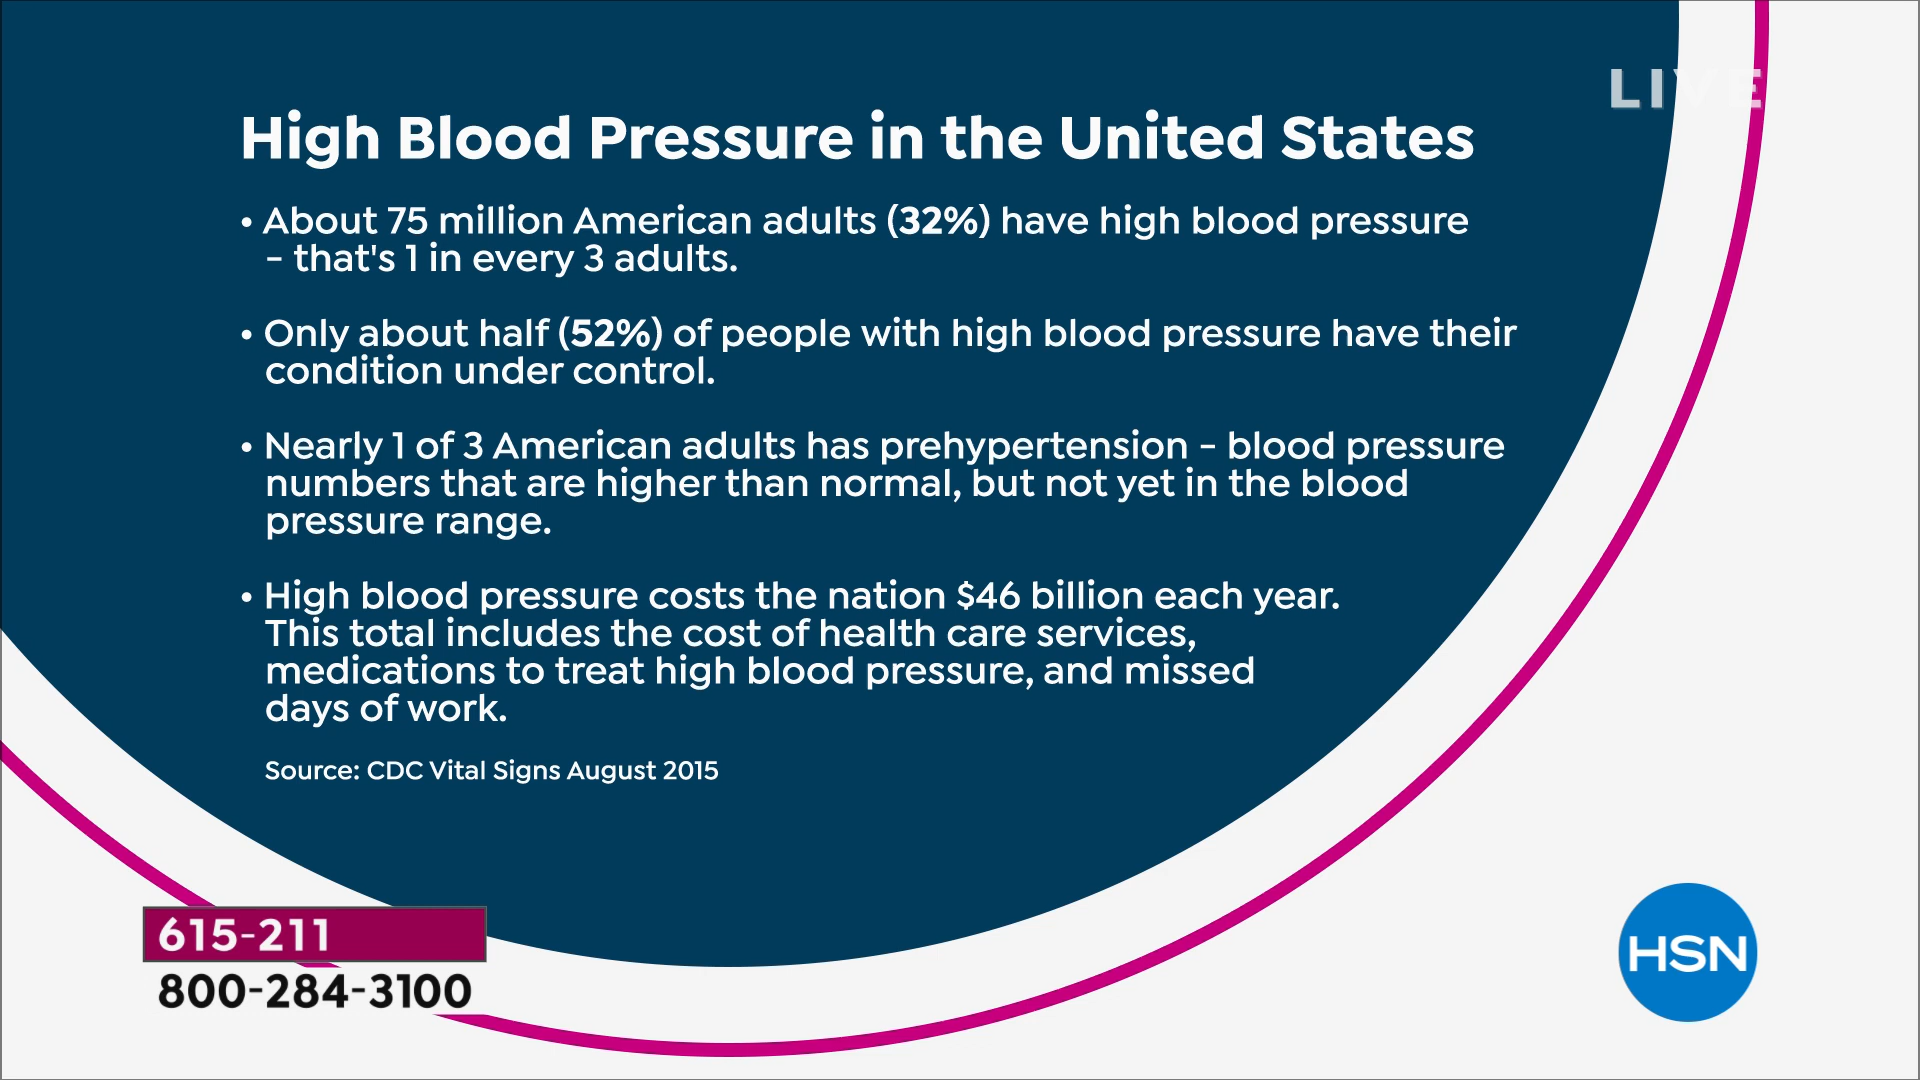 LIVE
High Blood Pressure in the United States
• About 75 million American adults (32%) have high blood pressure
- that's 1 in every 3 adults.
• Only about half (52%) of people with high blood pressure have their
condition under control.
• Nearly 1 of 3 American adults has prehypertension - blood pressure
numbers that are higher than normal, but not yet in the blood
pressure range.
• High blood pressure costs the nation $46 billion each year.
This total includes the cost of health care services,
medications to treat high blood pressure, and missed
days of work.
Source: CDC Vital Signs August 2015
615-211
800-284-3100
HSN